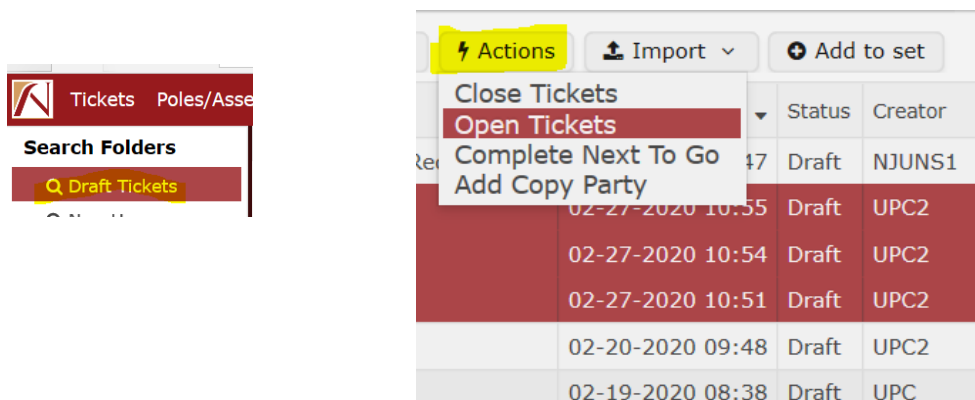 Tickets Poles/Asse
Search Folders
Draft Tickets
Actions Import Add to set
Close Tickets
Open Tickets
Complete Next To Go
Add Copy Party
Status Creator
47 Draft NJUNS1
02-27-2020 10:55 Draft UPC2
02-27-2020 10:54 Draft UPC2
02-27-2020 10:51 Draft UPC2
02-20-2020 09:48 Draft UPC2
02-19-2020 08:38 Draft UPC